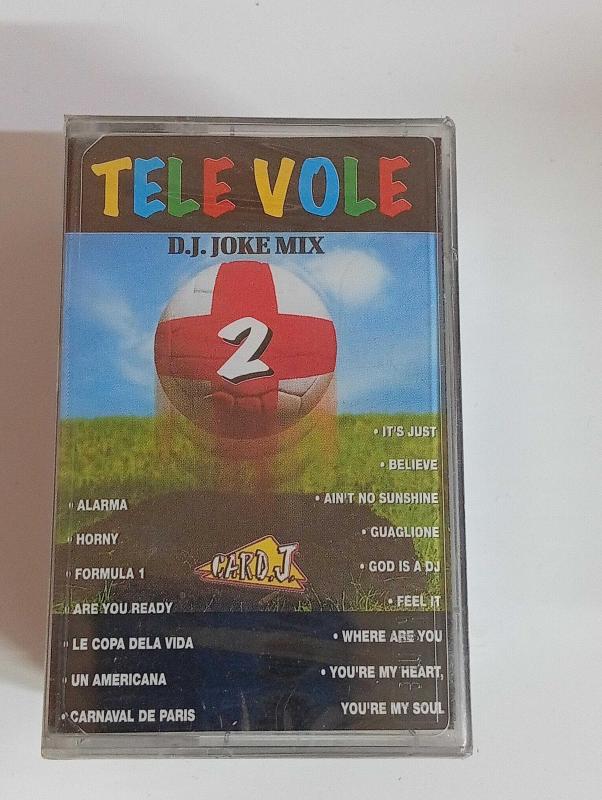 TELE VOLE
D.J. JOKE MIX
2
• IT'S JUST
• BELIEVE
• AIN'T NO SUNSHINE
• GUAGLIONE
• GOD IS A DJ
• FEEL IT
• WHERE ARE YOU
• YOU'RE MY HEART,
YOU'RE MY SOUL
• ALARMA
• HORNY
• FORMULA 1
• ARE YOU READY
• LE COPA DELA VIDA
• UN AMERICANA
• CARNAVAL DE PARIS
CARD.J.